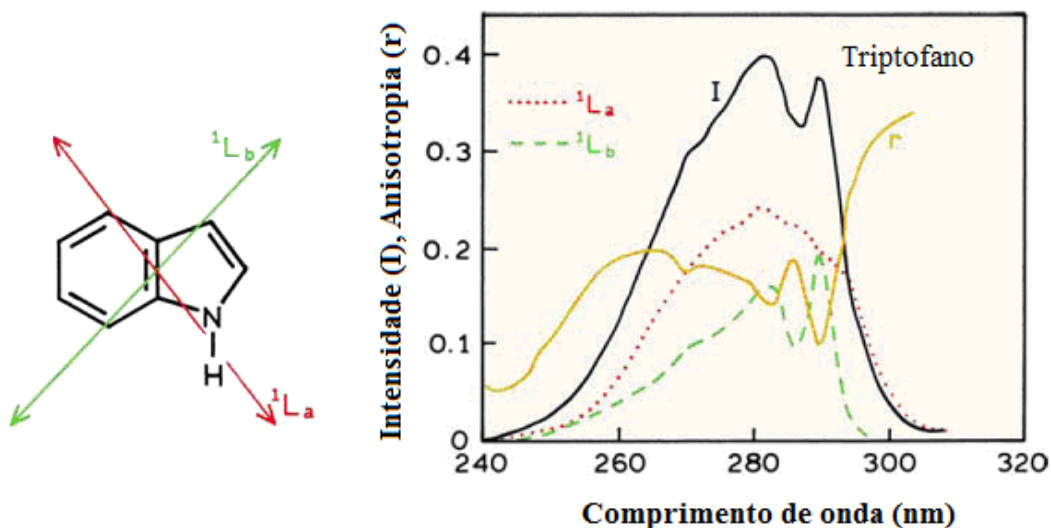 ¹Lb
N
H
¹La
Intensidade (I), Anisotropia (r)
0.4
0.3
0.2
0.1
0
Triptofano
I
¹La
¹Lb
r
240
260
280
300
320
Comprimento de onda (nm)